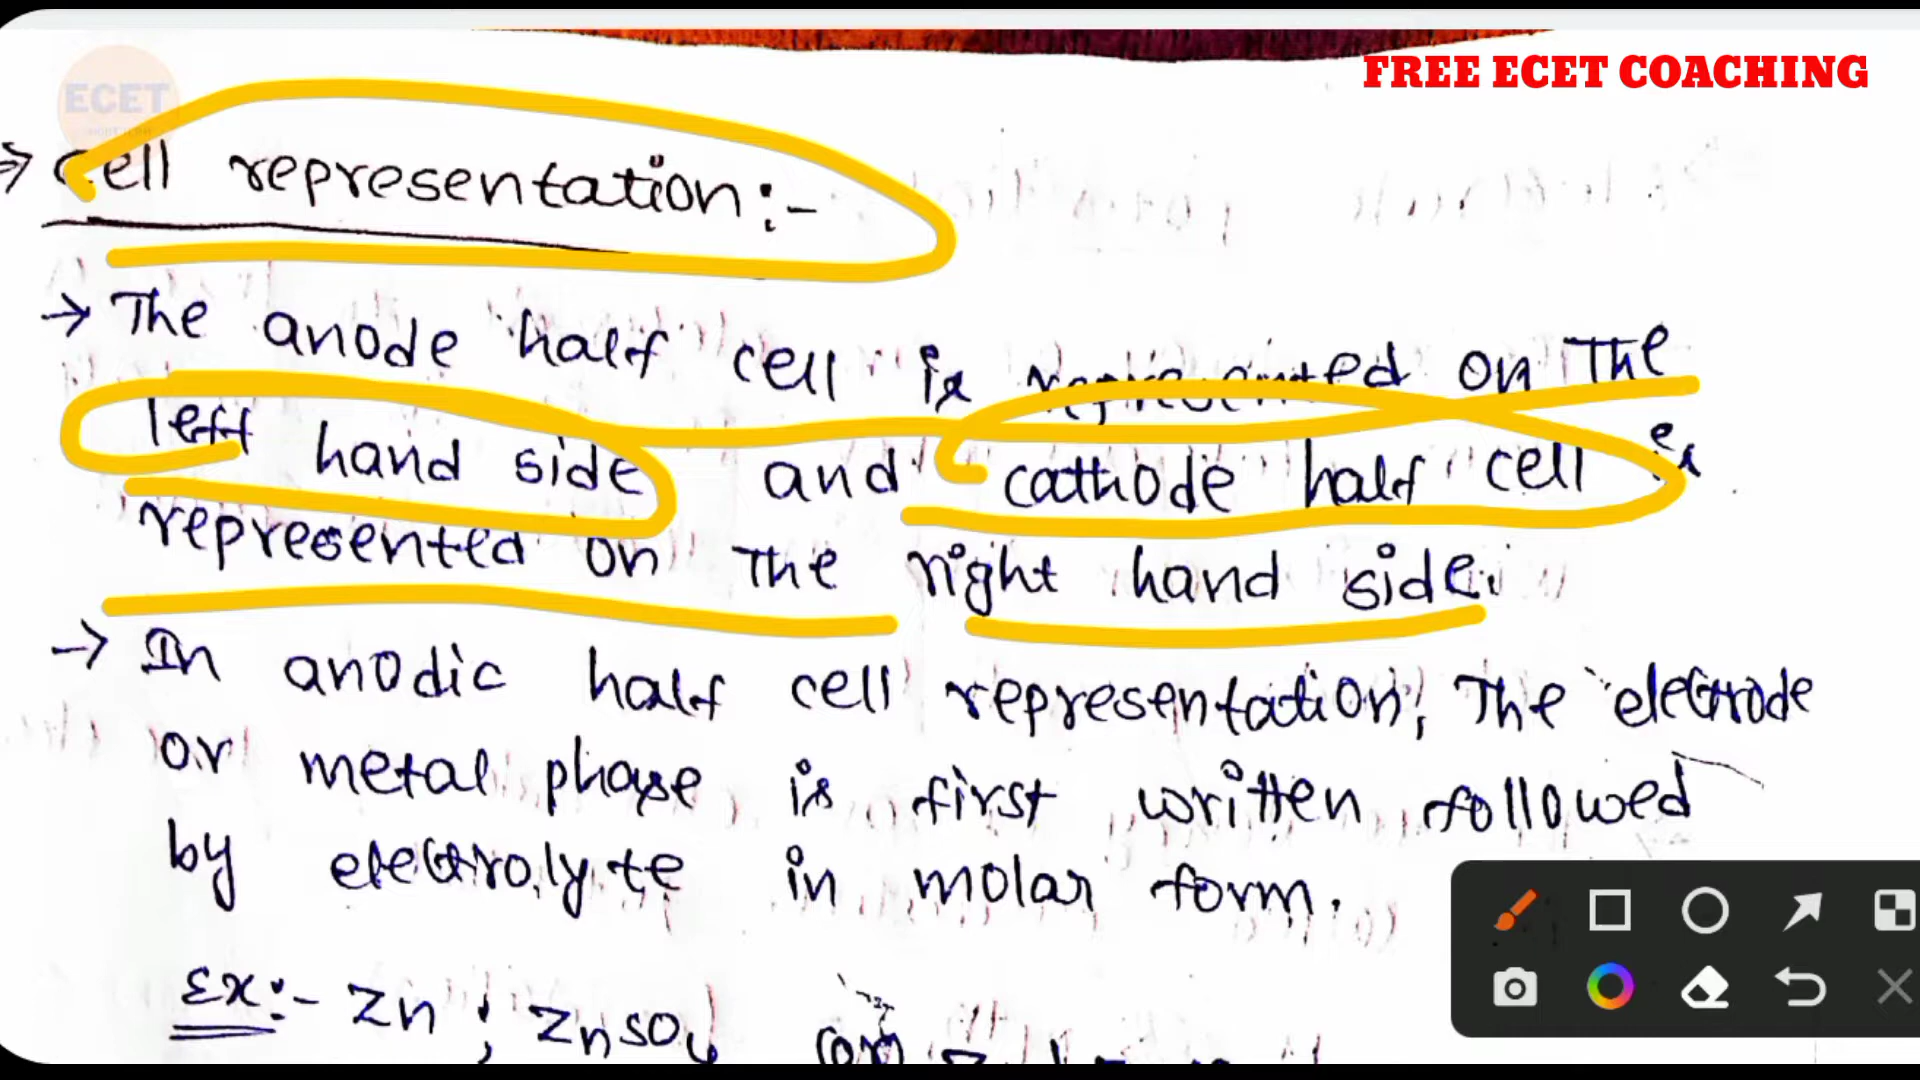 FREE ECET COACHING
ECET
→ Cell representation:-
→ The anode half cell is represented on the
left hand side and cathode half cell is
represented on the right hand side.
→ In anodic half cell representation, the electrode
or metal phase is first written followed
by electrolyte in molar form.
Ex:- Zn ; ZnSO4 (or)